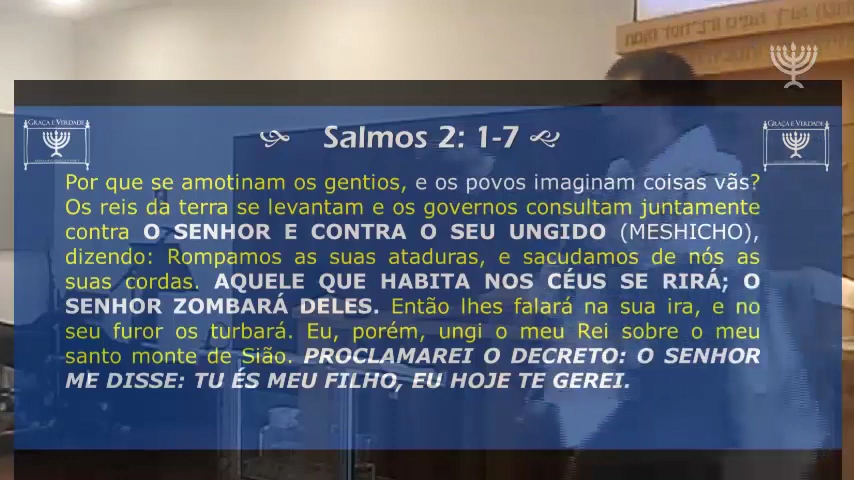 GRAÇA E VERDADE
GRAÇA E VERDADE
Salmos 2: 1-7
Por que se amotinam os gentios, e os povos imaginam coisas vãs?
Os reis da terra se levantam e os governos consultam juntamente
contra O SENHOR E CONTRA O SEU UNGIDO (MESHICHO),
dizendo: Rompamos as suas ataduras, e sacudamos de nós as
suas cordas. AQUELE QUE HABITA NOS CÉUS SE RIRÁ; O
SENHOR ZOMBARÁ DELES. Então lhes falará na sua ira, e no
seu furor os turbará. Eu, porém, ungi o meu Rei sobre o meu
santo monte de Sião. PROCLAMAREI O DECRETO: O SENHOR
ME DISSE: TU ÉS MEU FILHO, EU HOJE TE GEREI.